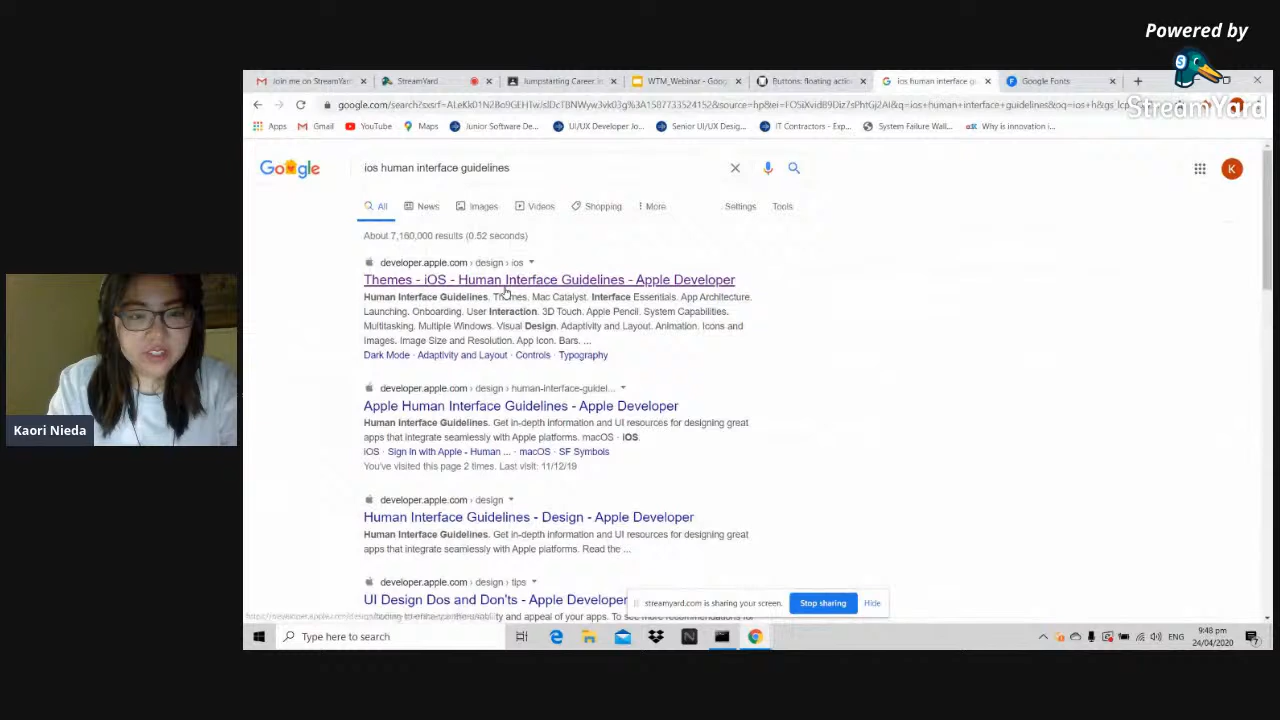 Powered by
StreamYard
Join me on StreamYar
StreamYard
Jumpstarting Career in
WTM_Webinar - Goog
Buttons: floating actio
ios human interface g
Google Fonts
Apps
Gmail
YouTube
Maps
Junior Software De...
UI/UX Developer Jo...
Senior UI/UX Desig...
IT Contractors - Exp...
System Failure Wall...
Why is innovation i...
Google
ios human interface guidelines
K
All
News
Images
Videos
Shopping
More
Settings
Tools
About 7,160,000 results (0.52 seconds)
developer.apple.com › design › ios
Themes - iOS - Human Interface Guidelines - Apple Developer
Human Interface Guidelines. Themes. Mac Catalyst. Interface Essentials. App Architecture.
Launching. Onboarding. User Interaction. 3D Touch. Apple Pencil. System Capabilities.
Multitasking. Multiple Windows. Visual Design. Adaptivity and Layout. Animation. Icons and
Images. Image Size and Resolution. App Icon. Bars. ...
Dark Mode · Adaptivity and Layout · Controls · Typography
developer.apple.com › design › human-interface-guidel...
Apple Human Interface Guidelines - Apple Developer
Human Interface Guidelines. Get in-depth information and UI resources for designing great
apps that integrate seamlessly with Apple platforms. macOS · iOS.
iOS · Sign in with Apple - Human ... · macOS · SF Symbols
You've visited this page 2 times. Last visit: 11/12/19
developer.apple.com › design
Human Interface Guidelines - Design - Apple Developer
Human Interface Guidelines. Get in-depth information and UI resources for designing great
apps that integrate seamlessly with Apple platforms. Read the ...
developer.apple.com › design › tips
UI Design Dos and Don'ts - Apple Developer
streamyard.com is sharing your screen.
Stop sharing
Hide
Kaori Nieda
Type here to search
ENG
9:48 pm
24/04/2020